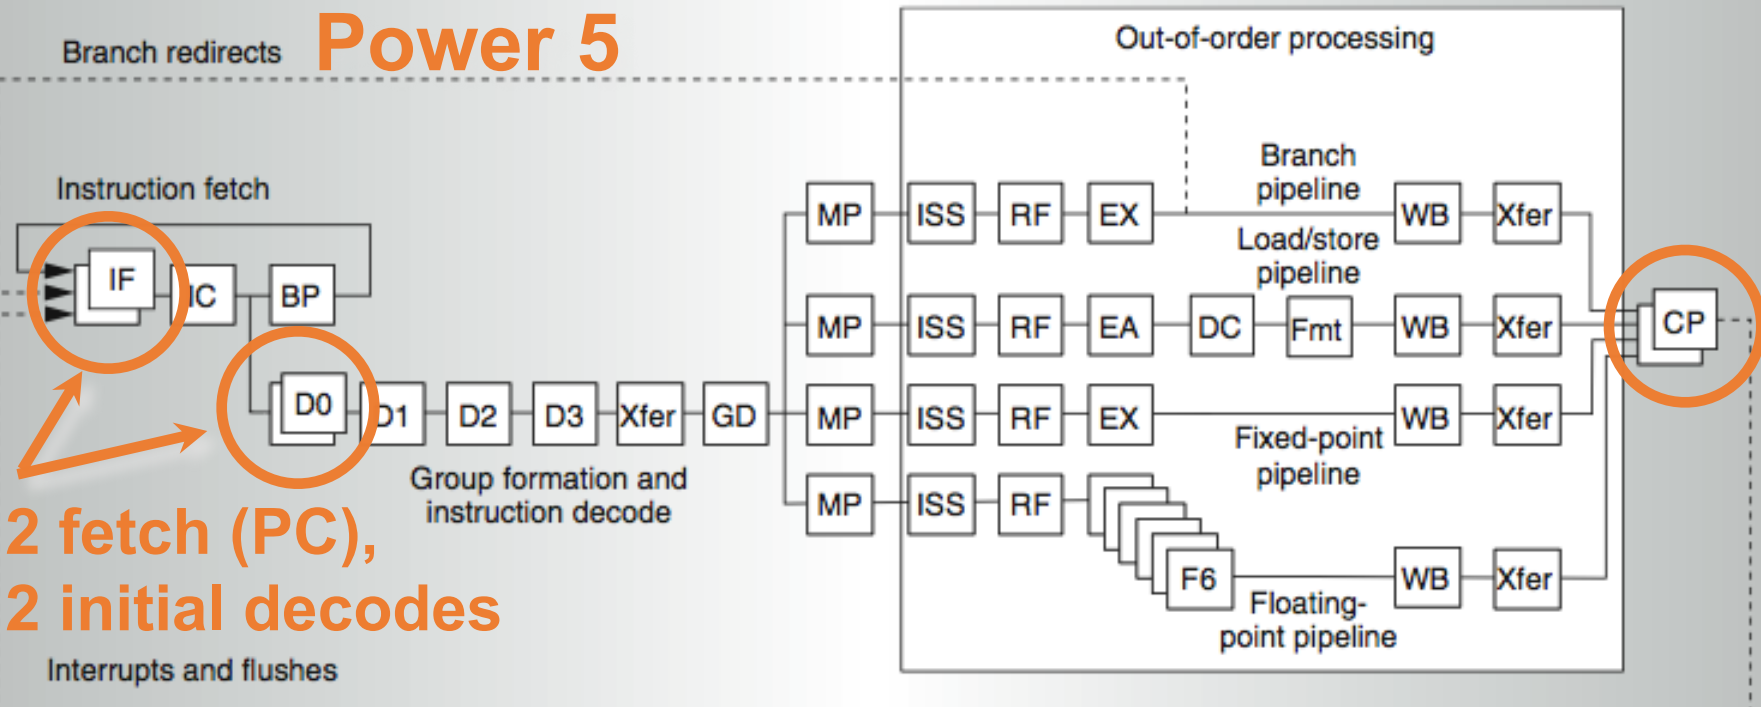 Branch redirects
Power 5
Out-of-order processing
Instruction fetch
IF
IC
BP
D0
D1
D2
D3
Xfer
GD
Group formation and
instruction decode
MP
ISS
RF
EX
Branch
pipeline
WB
Xfer
MP
ISS
RF
EA
Load/store
pipeline
DC
Fmt
WB
Xfer
MP
ISS
RF
EX
Fixed-point
pipeline
WB
Xfer
MP
ISS
RF
F6
Floating-
point pipeline
WB
Xfer
CP
2 fetch (PC),
2 initial decodes
Interrupts and flushes